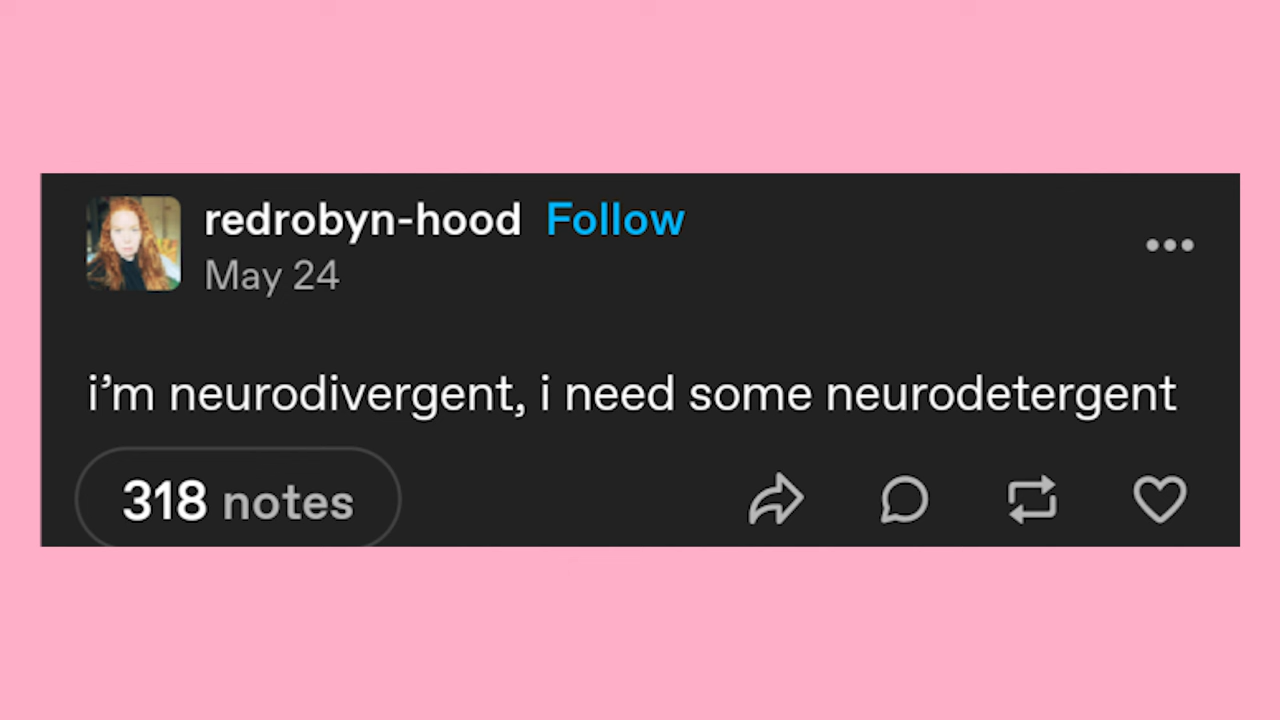 redrobyn-hood Follow
May 24
i’m neurodivergent, i need some neurodetergent
318 notes